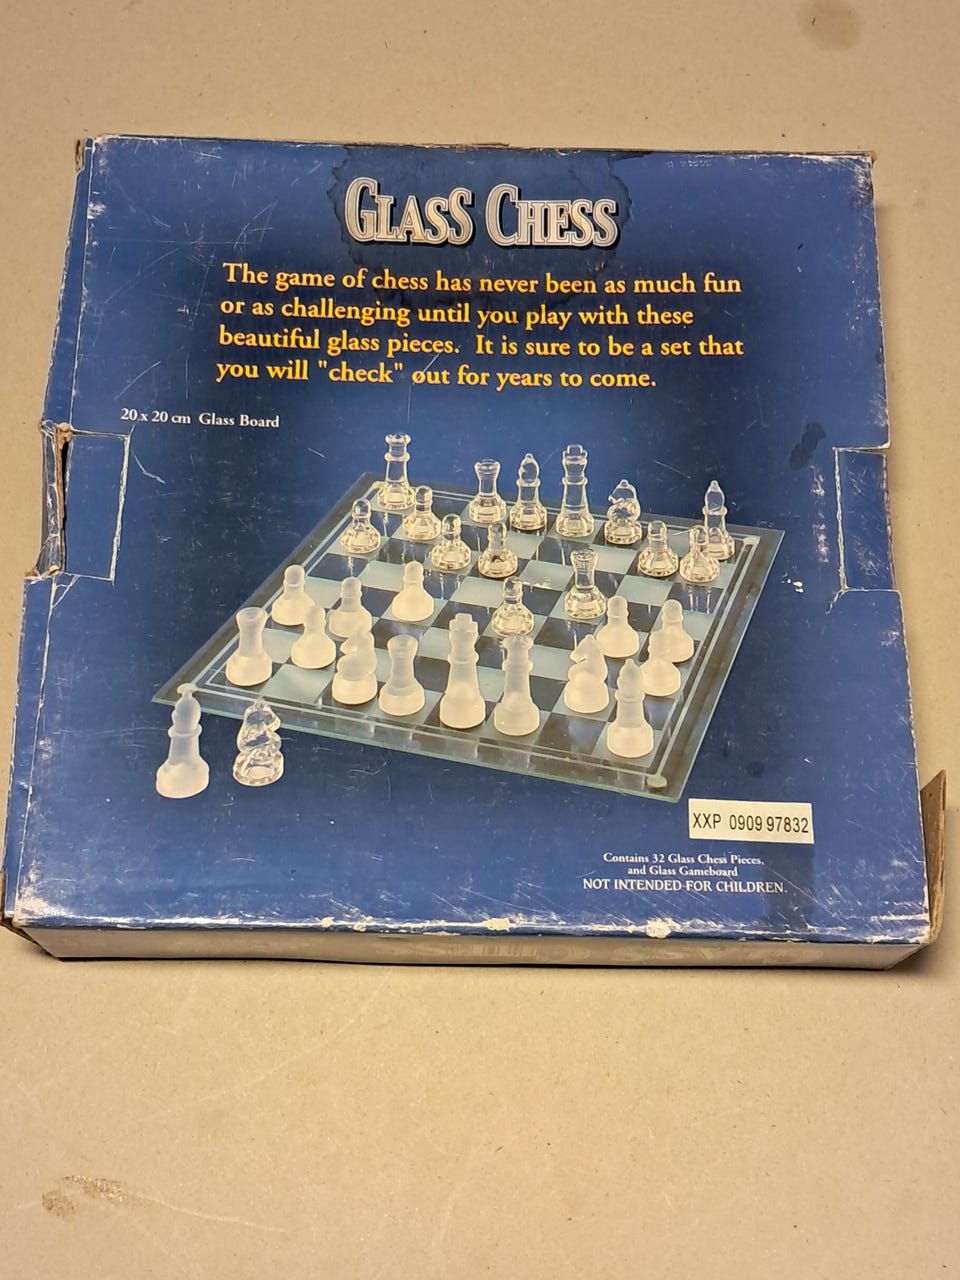 GLASS CHESS
The game of chess has never been as much fun
or as challenging until you play with these
beautiful glass pieces. It is sure to be a set that
you will "check" out for years to come.
20 x 20 cm Glass Board
XXP 0909 97832
Contains 32 Glass Chess Pieces,
and Glass Gameboard
NOT INTENDED FOR CHILDREN.